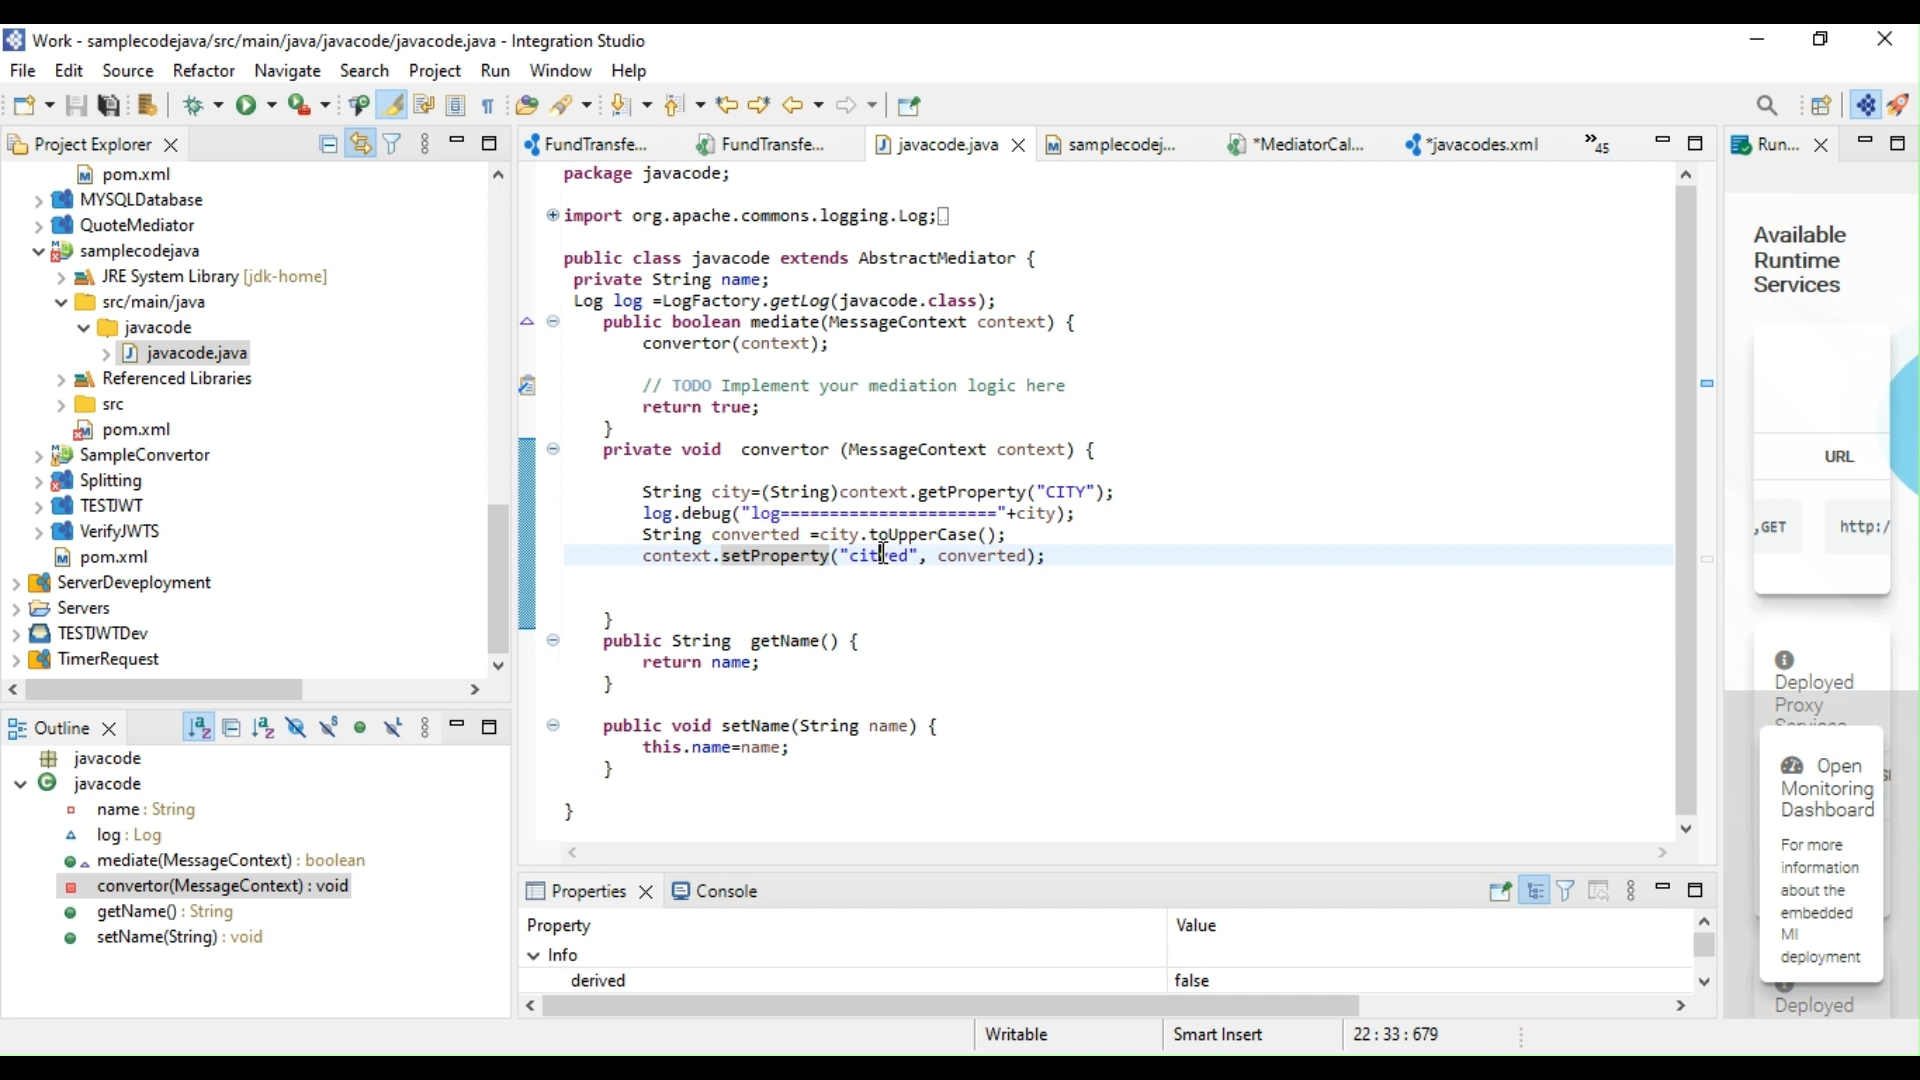 Work - samplecodejava/src/main/java/javacode/javacode.java - Integration Studio
File Edit Source Refactor Navigate Search Project Run Window Help
Project Explorer
pom.xml
MYSQLDatabase
QuoteMediator
samplecodejava
JRE System Library [jdk-home]
src/main/java
javacode
javacode.java
Referenced Libraries
src
pom.xml
SampleConvertor
Splitting
TESTJWT
VerifyJWTS
pom.xml
ServerDeveployment
Servers
TESTJWTDev
TimerRequest
Outline
javacode
javacode
name : String
log : Log
mediate(MessageContext) : boolean
convertor(MessageContext) : void
getName() : String
setName(String) : void
FundTransfe... FundTransfe... javacode.java samplecodej... *MediatorCal... *javacodes.xml »45
package javacode;
import org.apache.commons.logging.Log;
public class javacode extends AbstractMediator {
private String name;
Log log =LogFactory.getLog(javacode.class);
public boolean mediate(MessageContext context) {
convertor(context);
// TODO Implement your mediation logic here
return true;
}
private void convertor (MessageContext context) {
String city=(String)context.getProperty("CITY");
log.debug("log======================"+city);
String converted =city.toUpperCase();
context.setProperty(" converted);
}
public String getName() {
return name;
}
public void setName(String name) {
this.name=name;
}
}
Properties Console
Property Value
Info
derived false
Writable Smart Insert 22 : 33 : 679
Run...
Available
Runtime
Services
URL
,GET http:/
Deployed
Proxy
Services
Open
Monitoring
Dashboard
For more
information
about the
embedded
MI
deployment
Deployed